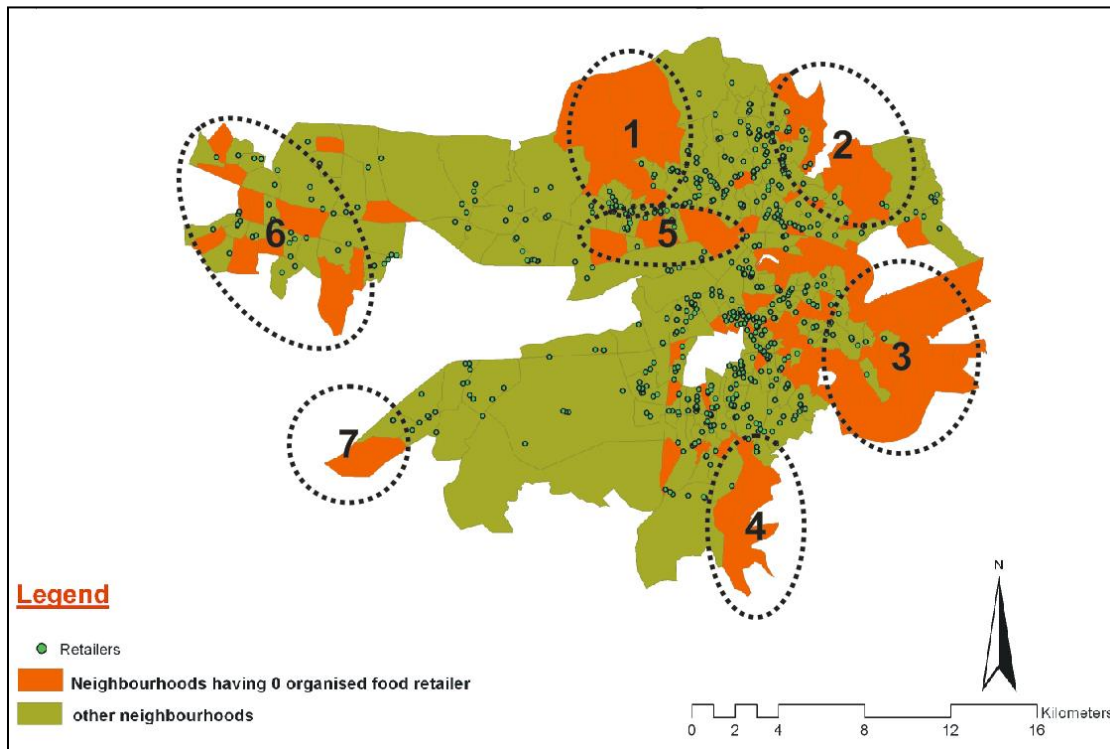 1
2
3
4
5
6
7
Legend
Retailers
Neighbourhoods having 0 organised food retailer
other neighbourhoods
N
Kilometers
0 2 4 8 12 16